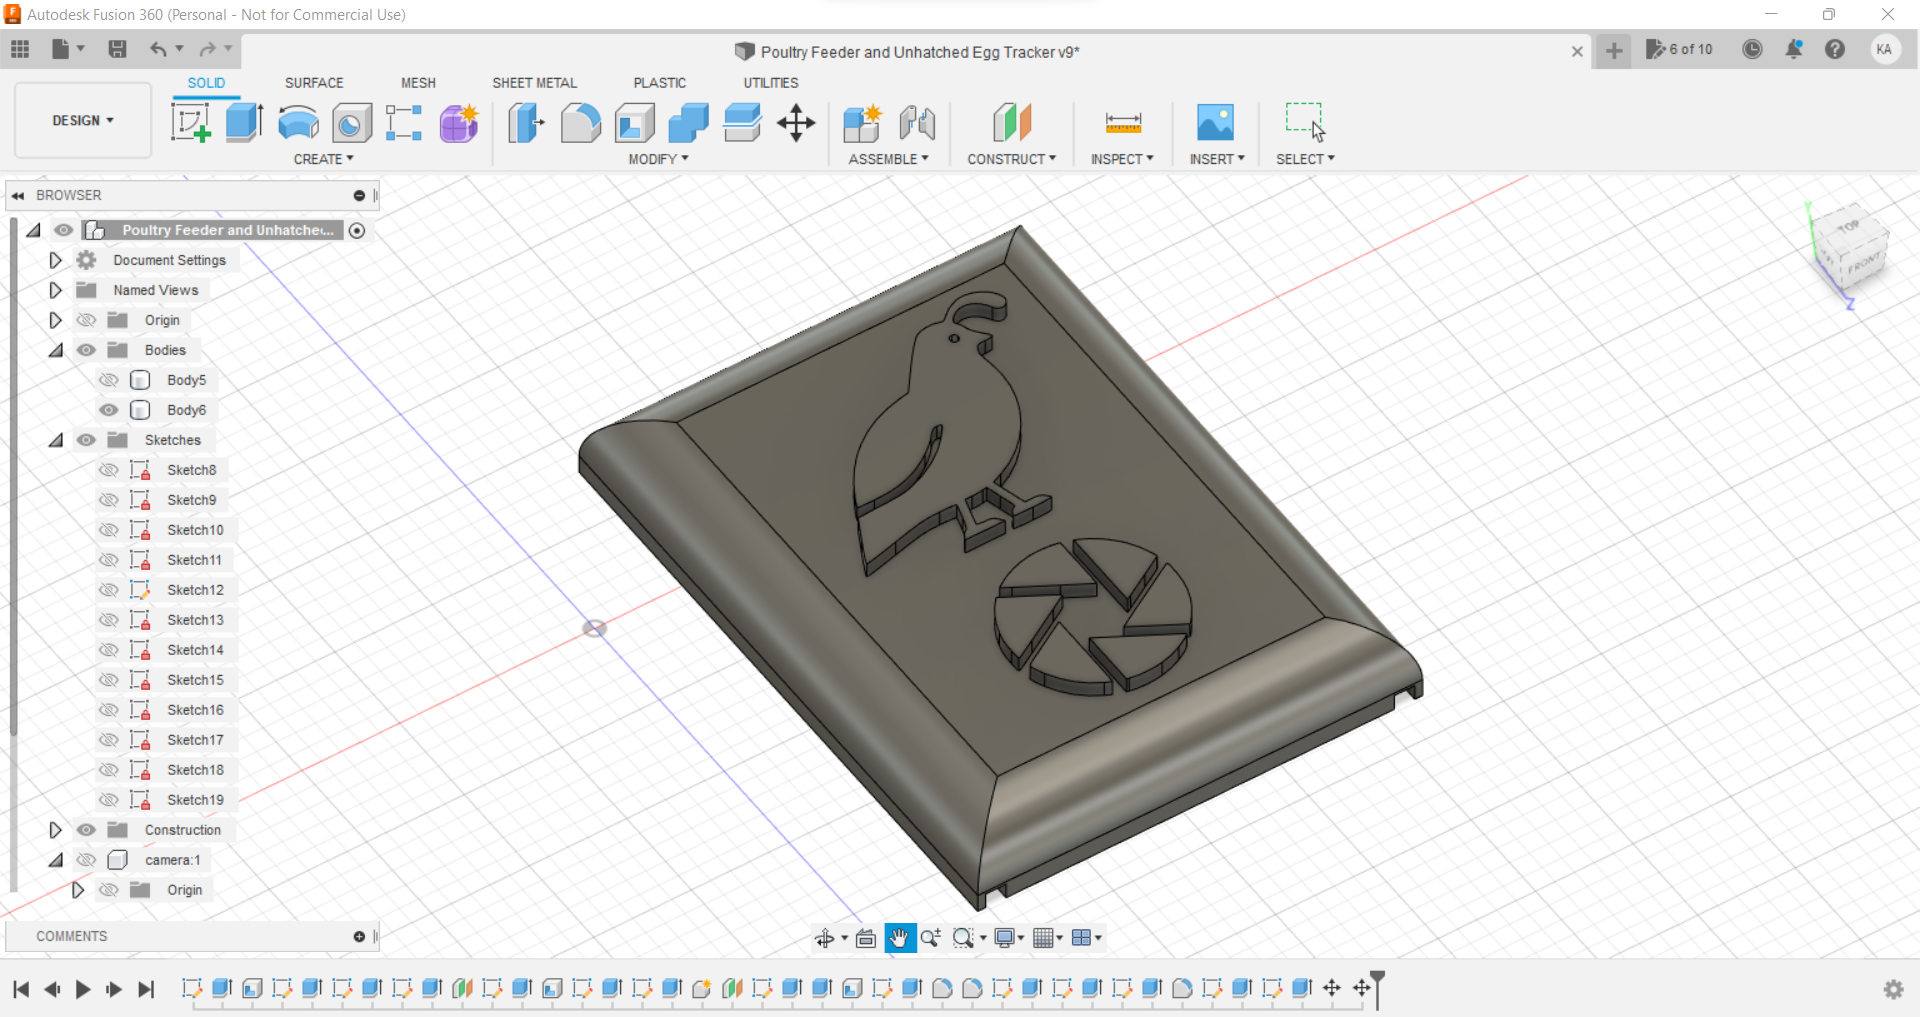 Autodesk Fusion 360 (Personal - Not for Commercial Use)
Poultry Feeder and Unhatched Egg Tracker v9*
6 of 10
KA
SOLID
SURFACE
MESH
SHEET METAL
PLASTIC
UTILITIES
DESIGN
CREATE
MODIFY
ASSEMBLE
CONSTRUCT
INSPECT
INSERT
SELECT
BROWSER
Poultry Feeder and Unhatche...
Document Settings
Named Views
Origin
Bodies
Body5
Body6
Sketches
Sketch8
Sketch9
Sketch10
Sketch11
Sketch12
Sketch13
Sketch14
Sketch15
Sketch16
Sketch17
Sketch18
Sketch19
Construction
camera:1
Origin
Y
TOP
FRONT
Z
COMMENTS